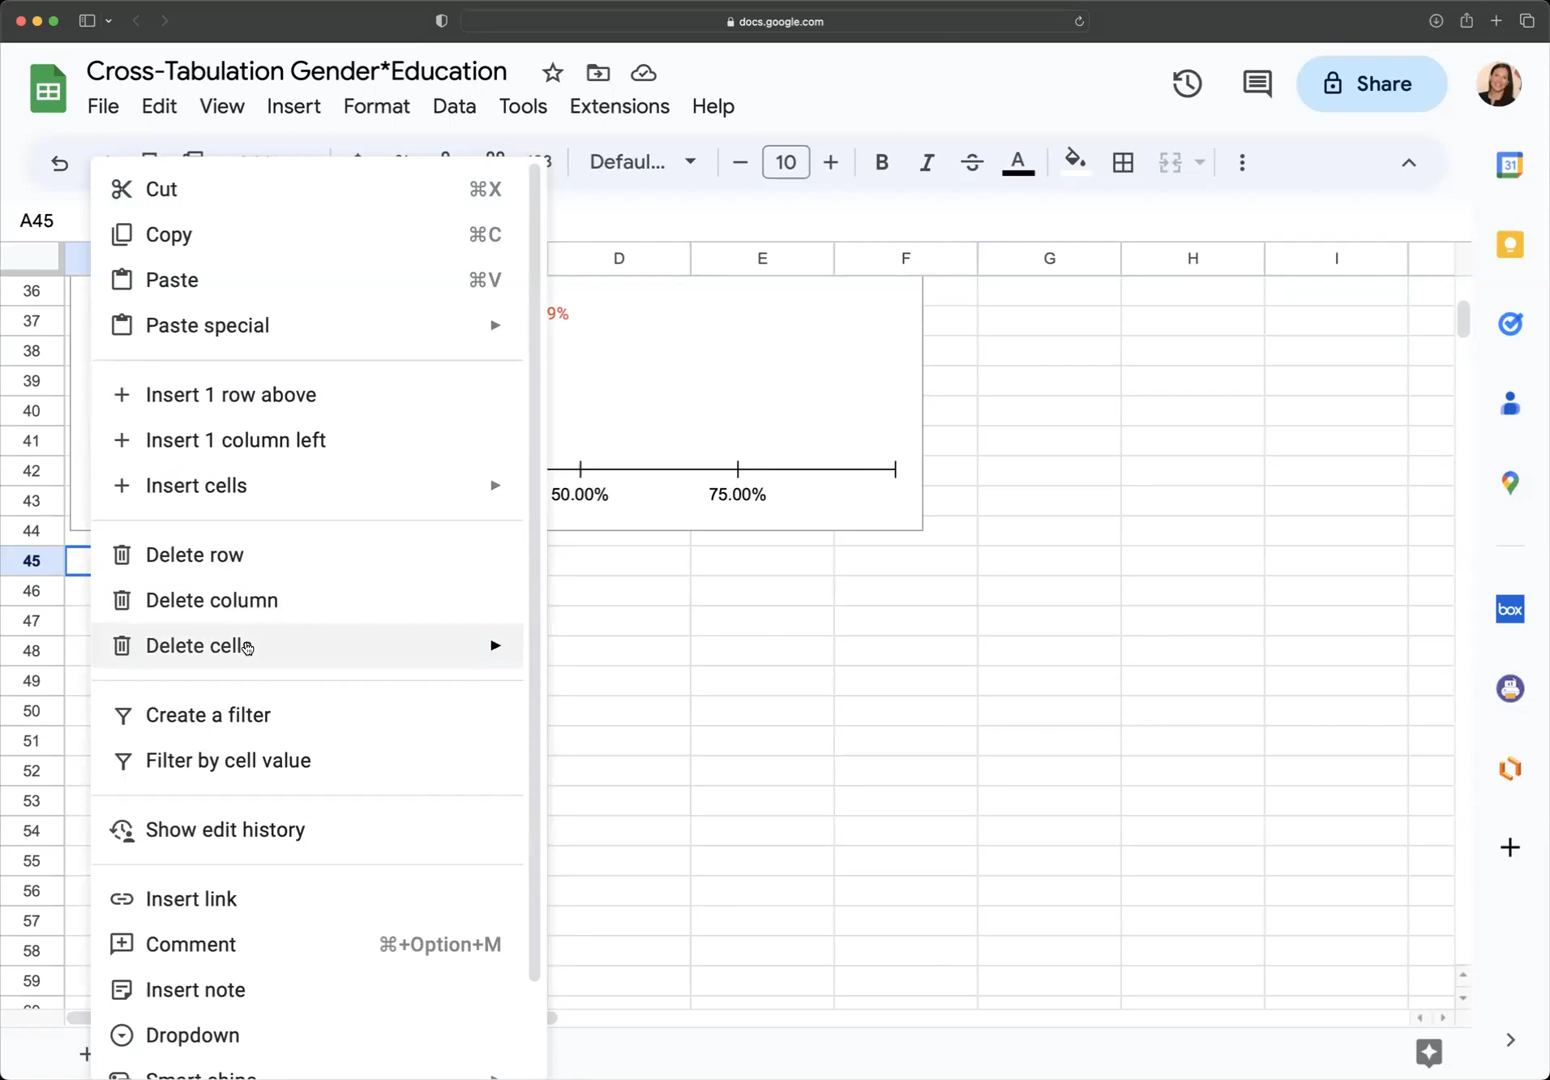 docs.google.com
Cross-Tabulation Gender*Education
File Edit View Insert Format Data Tools Extensions Help
Share
Defaul... 10 B I A
31
A45
Cut ⌘X
Copy ⌘C
Paste ⌘V
Paste special
Insert 1 row above
Insert 1 column left
Insert cells
Delete row
Delete column
Delete cells
Create a filter
Filter by cell value
Show edit history
Insert link
Comment ⌘+Option+M
Insert note
Dropdown
Smart chips
D E F G H I
36
37
38
39
40
41
42
43
44
45
46
47
48
49
50
51
52
53
54
55
56
57
58
59
9%
50.00% 75.00%
box